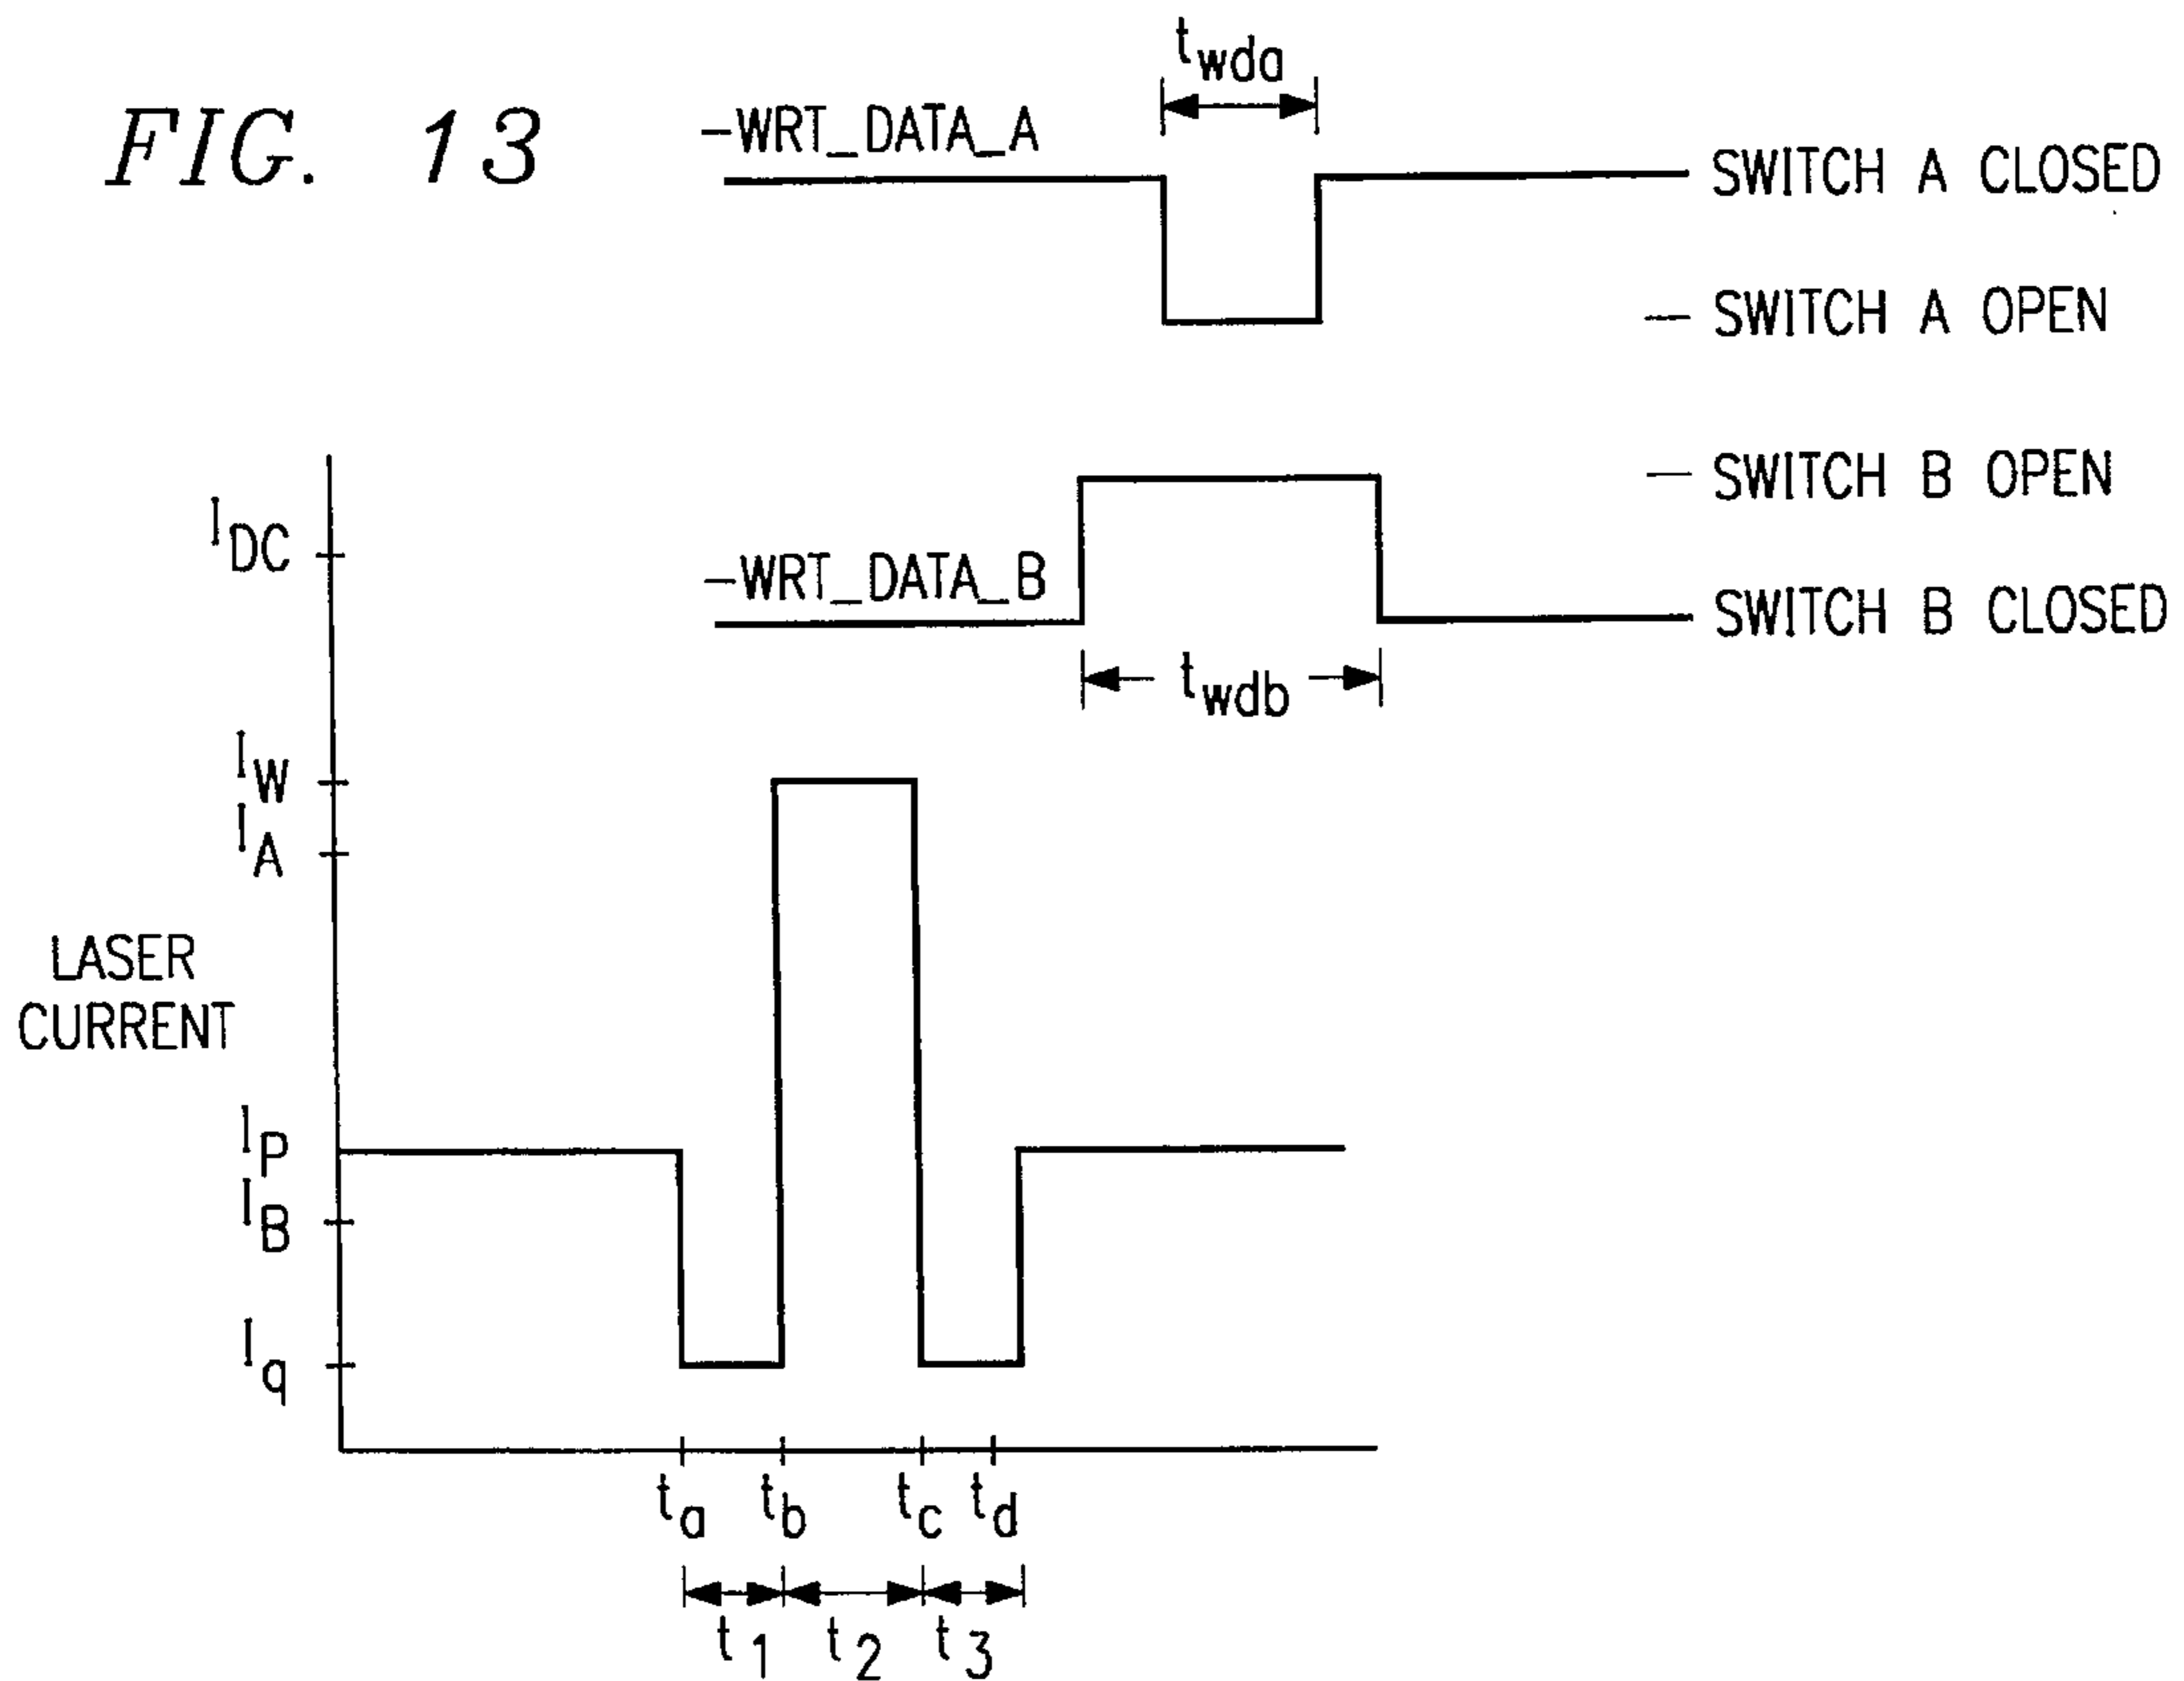 FIG. 13
t_wda
-WRT_DATA_A
SWITCH A CLOSED
SWITCH A OPEN
SWITCH B OPEN
I_DC
-WRT_DATA_B
SWITCH B CLOSED
t_wdb
I_W
I_A
LASER
CURRENT
I_P
I_B
I_q
t_a t_b t_c t_d
t_1 t_2 t_3